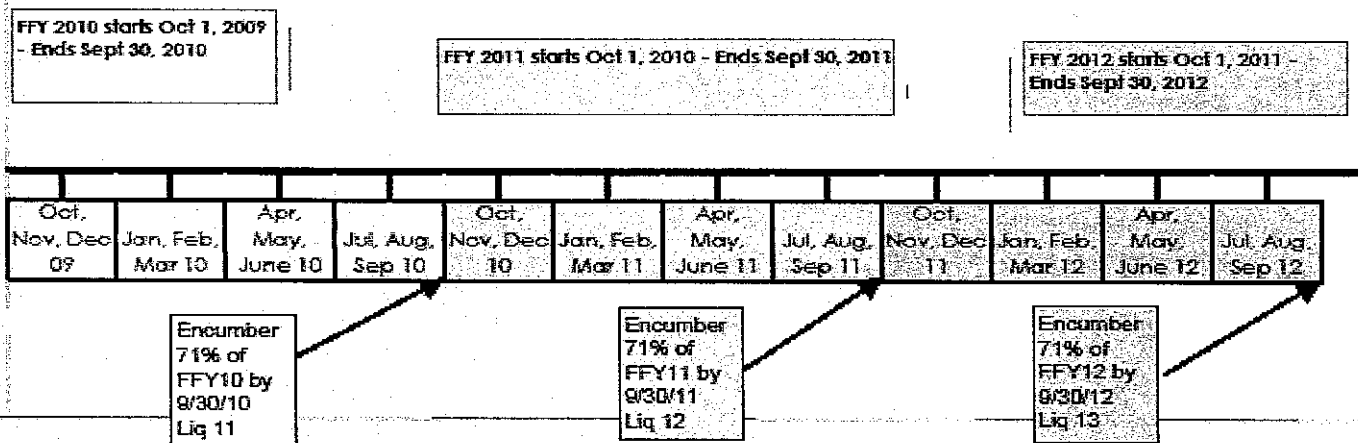 FFY 2010 starts Oct 1, 2009
- Ends Sept 30, 2010
FFY 2011 starts Oct 1, 2010 - Ends Sept 30, 2011
FFY 2012 starts Oct 1, 2011 -
Ends Sept 30, 2012
Oct,
Nov, Dec
09
Jan, Feb,
Mar 10
Apr,
May,
June 10
Jul, Aug,
Sep 10
Oct,
Nov, Dec
10
Jan, Feb,
Mar 11
Apr,
May,
June 11
Jul, Aug,
Sep 11
Oct,
Nov, Dec
11
Jan, Feb,
Mar 12
Apr,
May,
June 12
Jul, Aug,
Sep 12
Encumber
71% of
FFY10 by
9/30/10
Liq 11
Encumber
71% of
FFY11 by
9/30/11
Liq 12
Encumber
71% of
FFY12 by
9/30/12
Liq 13